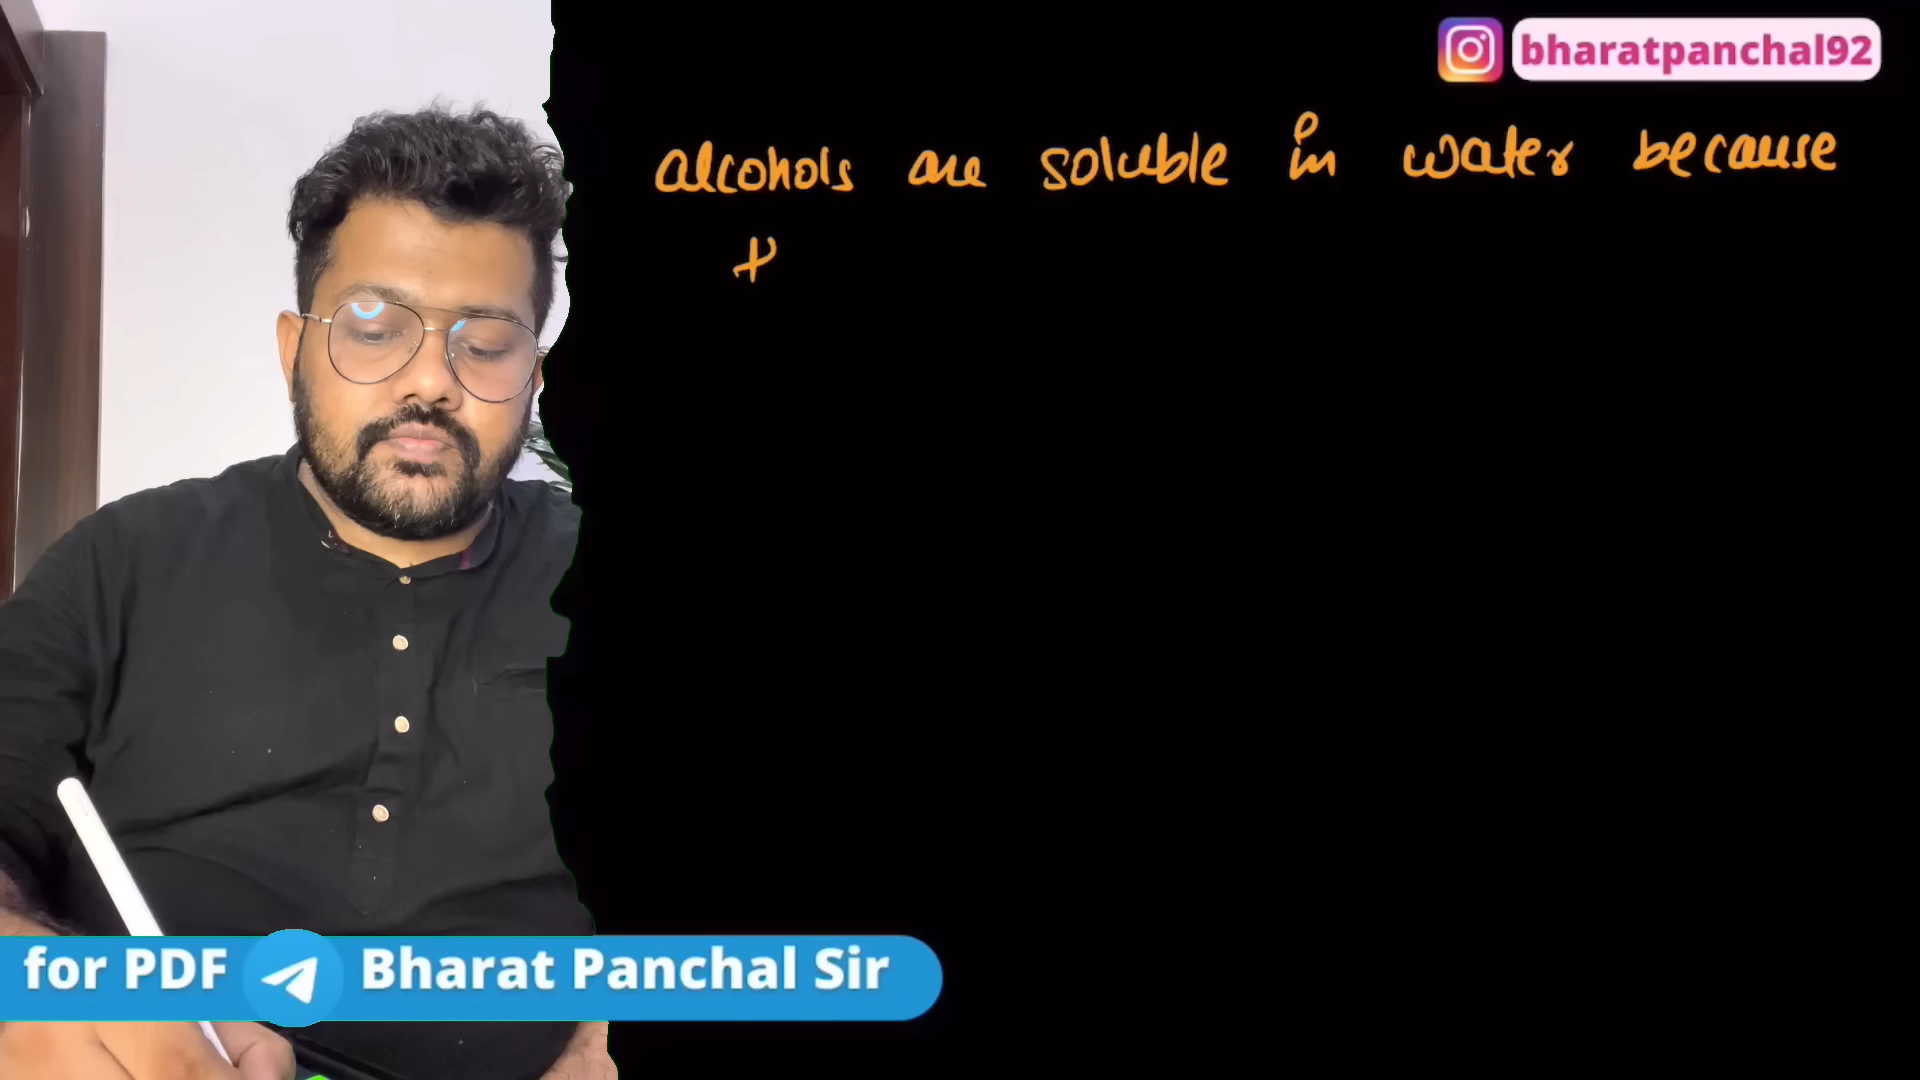 bharatpanchal92
alcohols are soluble in water because
for PDF Bharat Panchal Sir